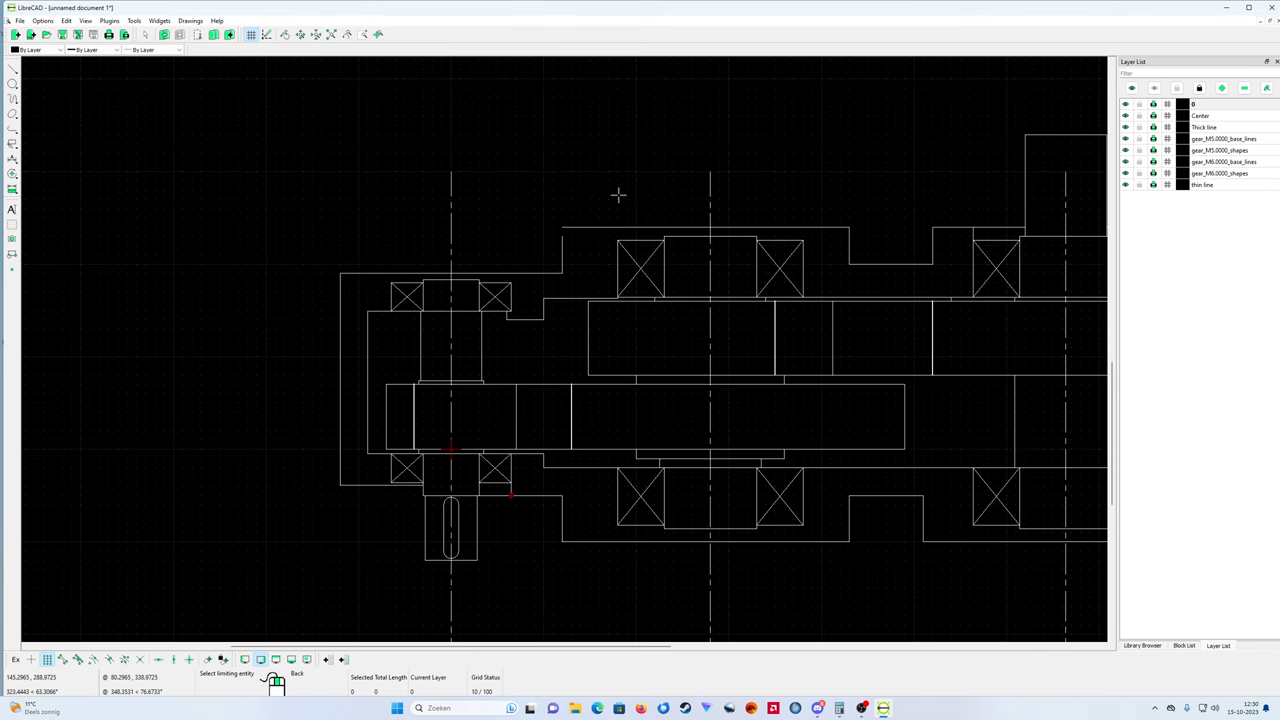 LibreCAD - [unnamed document 1*]
File Options Edit View Plugins Tools Widgets Drawings Help
By Layer By Layer By Layer
Layer List
Filter
0
Center
Thick line
gear_M5.0000_base_lines
gear_M5.0000_shapes
gear_M6.0000_base_lines
gear_M6.0000_shapes
thin line
A
Library Browser Block List Layer List
Ex
145.2965 , 288.9725 @ 80.2965 , 338.9725 Select limiting entity Back Selected Total Length Current Layer Grid Status
323.4443 < 63.3066° @ 348.3531 < 76.6733° 0 0 0 10 / 100
11°C
Deels zonnig
Zoeken
12:30
15-10-2023